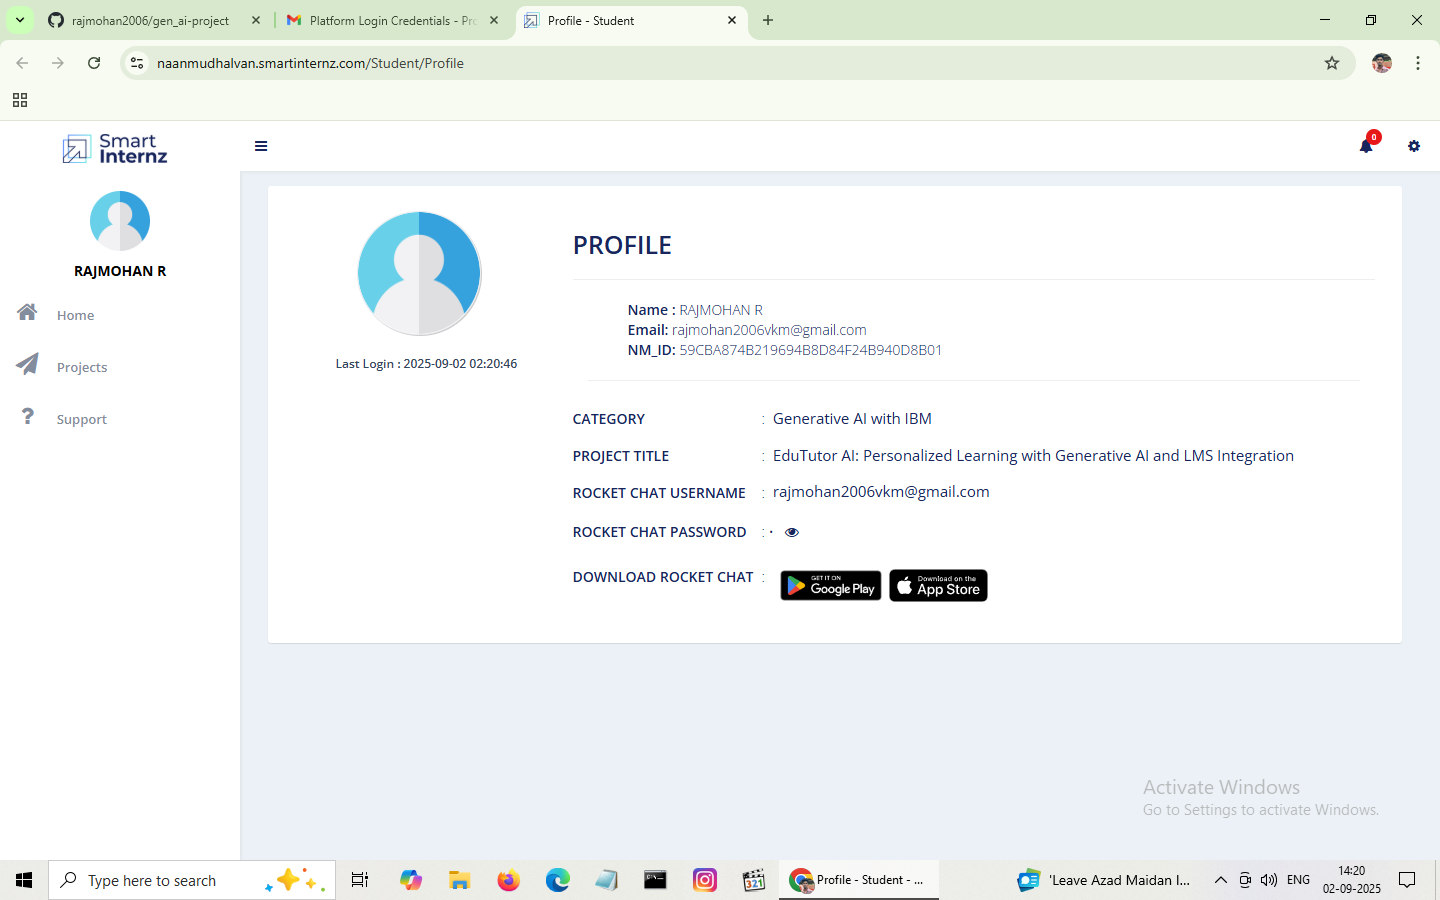 rajmohan2006/gen_ai-project
Platform Login Credentials - Pro
Profile - Student
naanmudhalvan.smartinternz.com/Student/Profile
Smart
Internz
0
RAJMOHAN R
Home
Projects
Support
Last Login : 2025-09-02 02:20:46
PROFILE
Name : RAJMOHAN R
Email: rajmohan2006vkm@gmail.com
NM_ID: 59CBA874B219694B8D84F24B940D8B01
CATEGORY : Generative AI with IBM
PROJECT TITLE : EduTutor AI: Personalized Learning with Generative AI and LMS Integration
ROCKET CHAT USERNAME : rajmohan2006vkm@gmail.com
ROCKET CHAT PASSWORD : ·
DOWNLOAD ROCKET CHAT :
GET IT ON
Google Play
Download on the
App Store
Activate Windows
Go to Settings to activate Windows.
Type here to search
321
Profile - Student - ...
'Leave Azad Maidan I...
ENG
14:20
02-09-2025